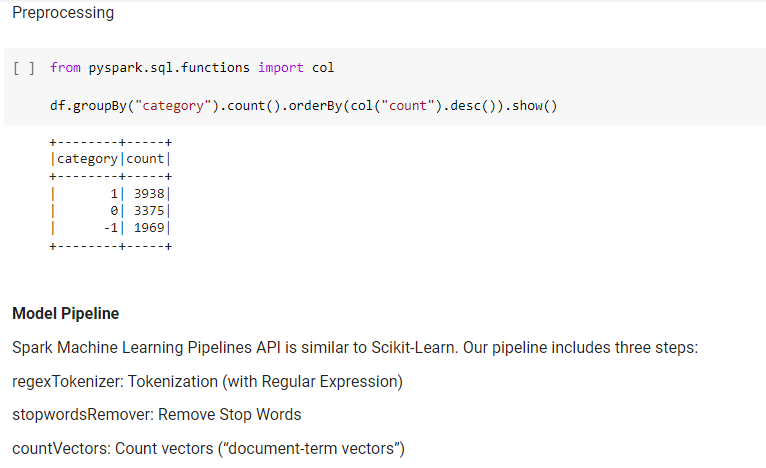 Preprocessing
[ ] from pyspark.sql.functions import col
df.groupBy("category").count().orderBy(col("count").desc()).show()
+--------+-----+
|category|count|
+--------+-----+
|       1| 3938|
|       0| 3375|
|      -1| 1969|
+--------+-----+
Model Pipeline
Spark Machine Learning Pipelines API is similar to Scikit-Learn. Our pipeline includes three steps:
regexTokenizer: Tokenization (with Regular Expression)
stopwordsRemover: Remove Stop Words
countVectors: Count vectors (“document-term vectors”)